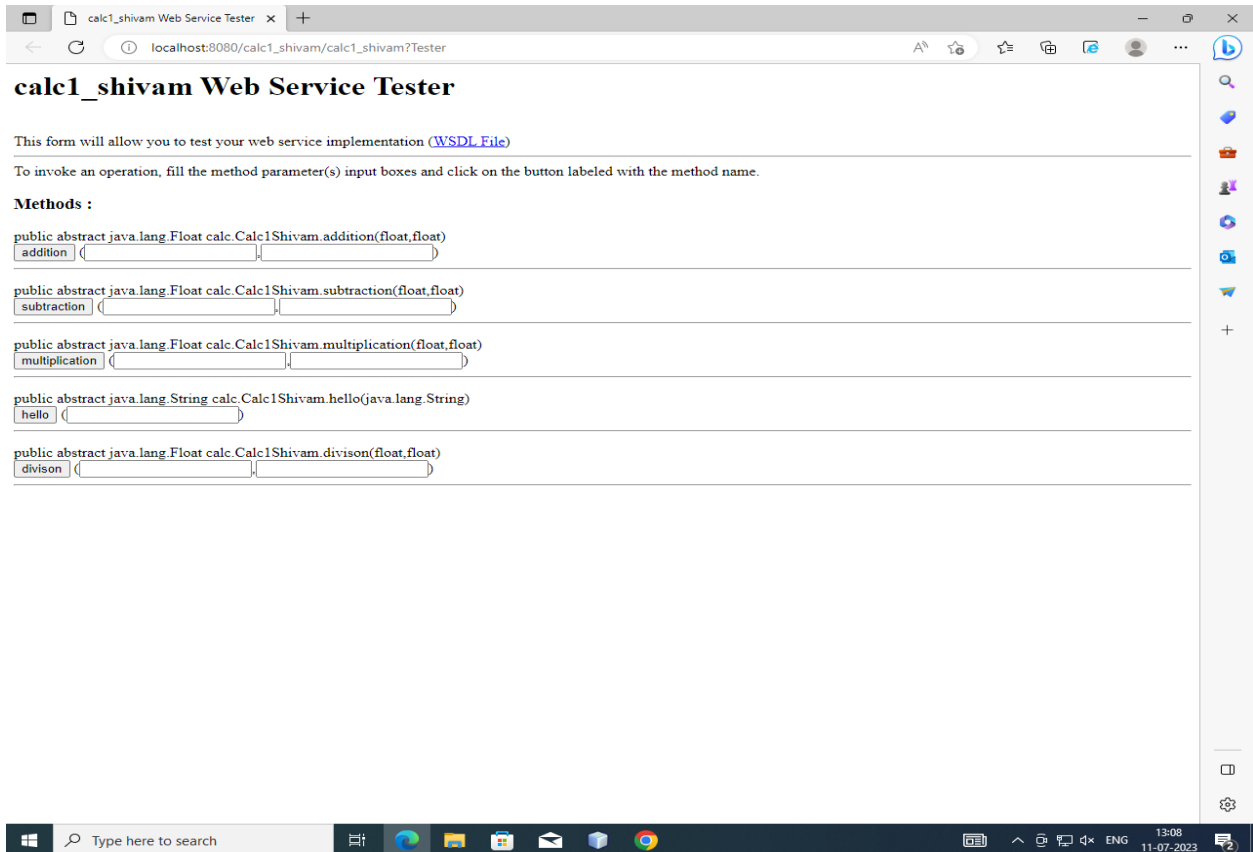 calc1_shivam Web Service Tester
localhost:8080/calc1_shivam/calc1_shivam?Tester
calc1_shivam Web Service Tester
This form will allow you to test your web service implementation (WSDL File)
To invoke an operation, fill the method parameter(s) input boxes and click on the button labeled with the method name.
Methods :
public abstract java.lang.Float calc.Calc1Shivam.addition(float,float)
addition (,)
public abstract java.lang.Float calc.Calc1Shivam.subtraction(float,float)
subtraction (,)
public abstract java.lang.Float calc.Calc1Shivam.multiplication(float,float)
multiplication (,)
public abstract java.lang.String calc.Calc1Shivam.hello(java.lang.String)
hello ()
public abstract java.lang.Float calc.Calc1Shivam.divison(float,float)
divison (,)
Type here to search
ENG
13:08
11-07-2023
2